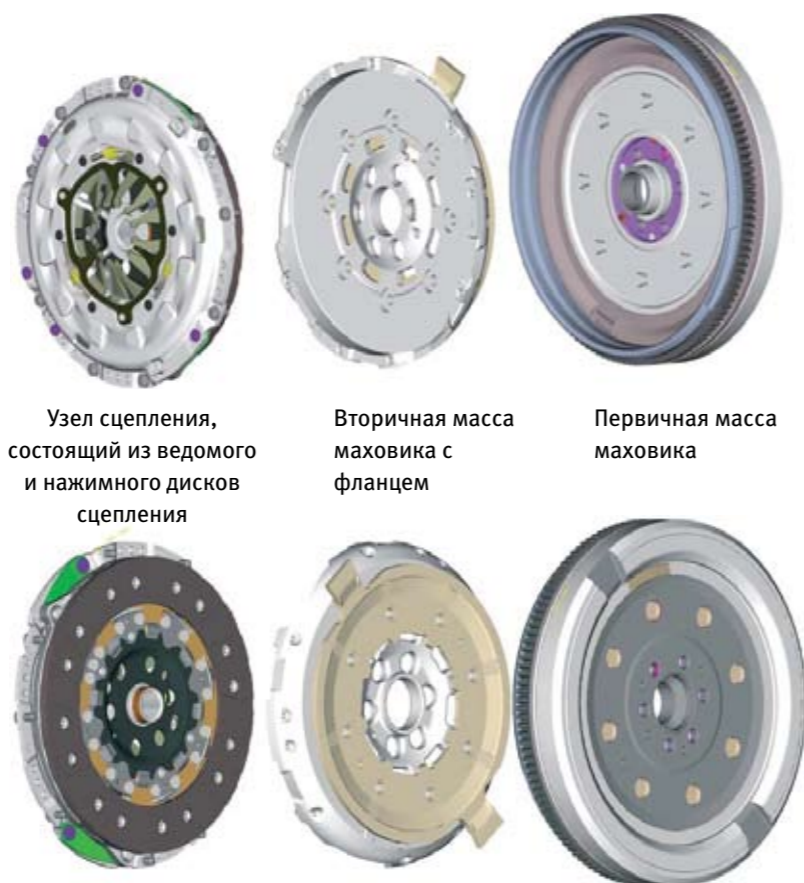 Узел сцепления,
состоящий из ведомого
и нажимного дисков
сцепления
Вторичная масса
маховика с
фланцем
Первичная масса
маховика